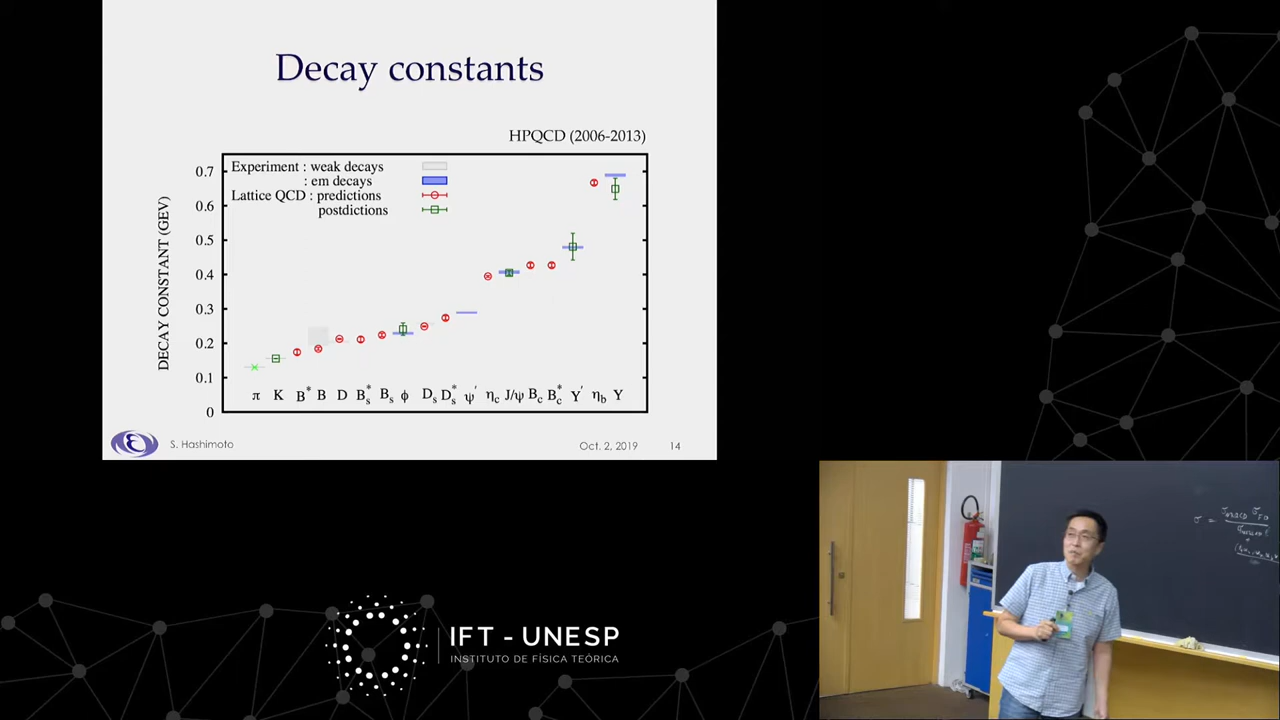 Decay constants
HPQCD (2006-2013)
DECAY CONSTANT (GEV)
0.7
0.6
0.5
0.4
0.3
0.2
0.1
0
Experiment : weak decays
: em decays
Lattice QCD : predictions
postdictions
π K B* B D B*s Bs ϕ Ds D*s ψ′ ηc J/ψ Bc B*c Υ′ ηb Υ
S. Hashimoto
Oct. 2, 2019
14
IFT - UNESP
INSTITUTO DE FÍSICA TEÓRICA